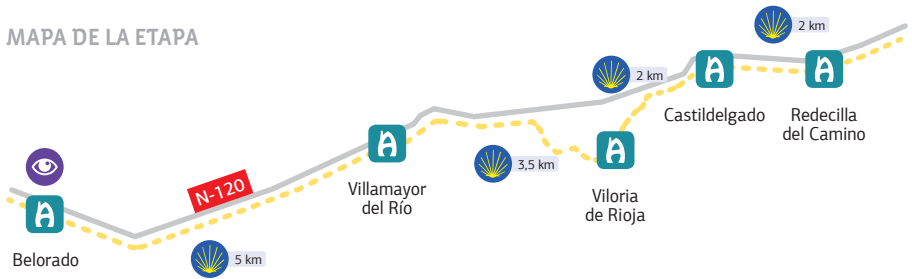 MAPA DE LA ETAPA
2 km
2 km
Castildelgado
Redecilla
del Camino
3,5 km
Viloria
de Rioja
N-120
Villamayor
del Río
Belorado
5 km